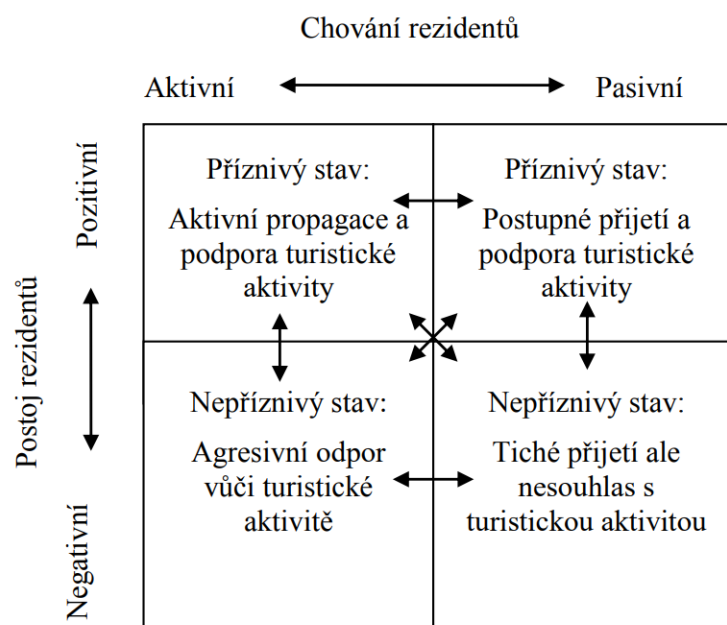 Chování rezidentů
Aktivní
Pasivní
Postoj rezidentů
Pozitivní
Negativní
Příznivý stav:
Aktivní propagace a
podpora turistické
aktivity
Příznivý stav:
Postupné přijetí a
podpora turistické
aktivity
Nepříznivý stav:
Agresivní odpor
vůči turistické
aktivitě
Nepříznivý stav:
Tiché přijetí ale
nesouhlas s
turistickou aktivitou